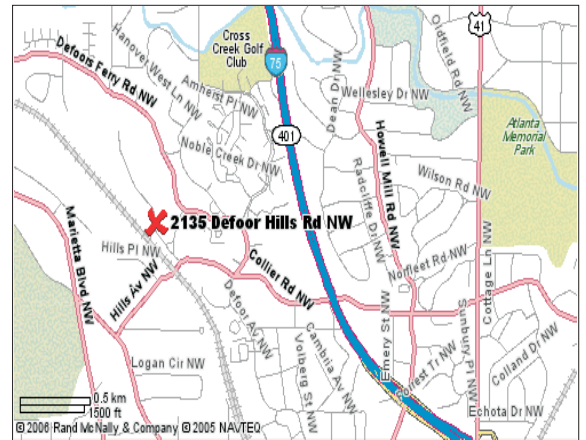 Cross
Creek Golf
Club
75
41
401
Defoors Ferry Rd NW
Hanover West Ln NW
Amherst Pl NW
Noble Creek Dr NW
Dean Dr NW
Wellesley Dr NW
Oldfield Rd NW
Howell Mill Rd NW
Atlanta
Memorial
Park
Wilson Rd NW
Radcliffe Dr NW
2135 Defoor Hills Rd NW
Marietta Blvd NW
Hills Pl NW
Hills Av NW
Collier Rd NW
Norfleet Rd NW
Cottage Ln NW
Defoor Av NW
Cambria Av NW
Volberg St NW
Emery St NW
Sunbury Pl NW
Colland Dr NW
Forrest Tr NW
Logan Cir NW
Echota Dr NW
0.5 km
1500 ft
© 2006 Rand McNally & Company © 2005 NAVTEQ